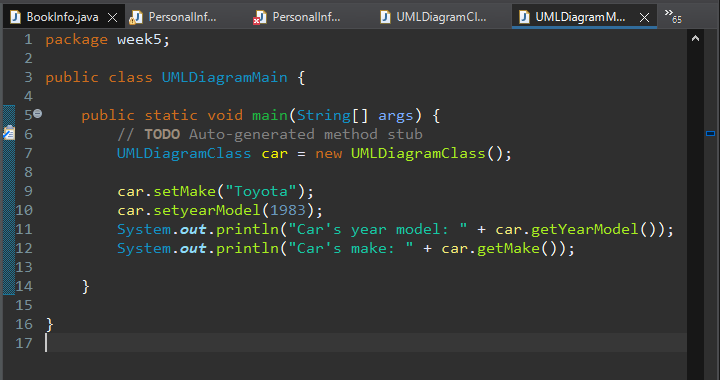 BookInfo.java PersonalInf... PersonalInf... UMLDiagramCl... UMLDiagramM... »65
1 package week5;
2
3 public class UMLDiagramMain {
4
5 public static void main(String[] args) {
6 // TODO Auto-generated method stub
7 UMLDiagramClass car = new UMLDiagramClass();
8
9 car.setMake("Toyota");
10 car.setyearModel(1983);
11 System.out.println("Car's year model: " + car.getYearModel());
12 System.out.println("Car's make: " + car.getMake());
13
14 }
15
16 }
17